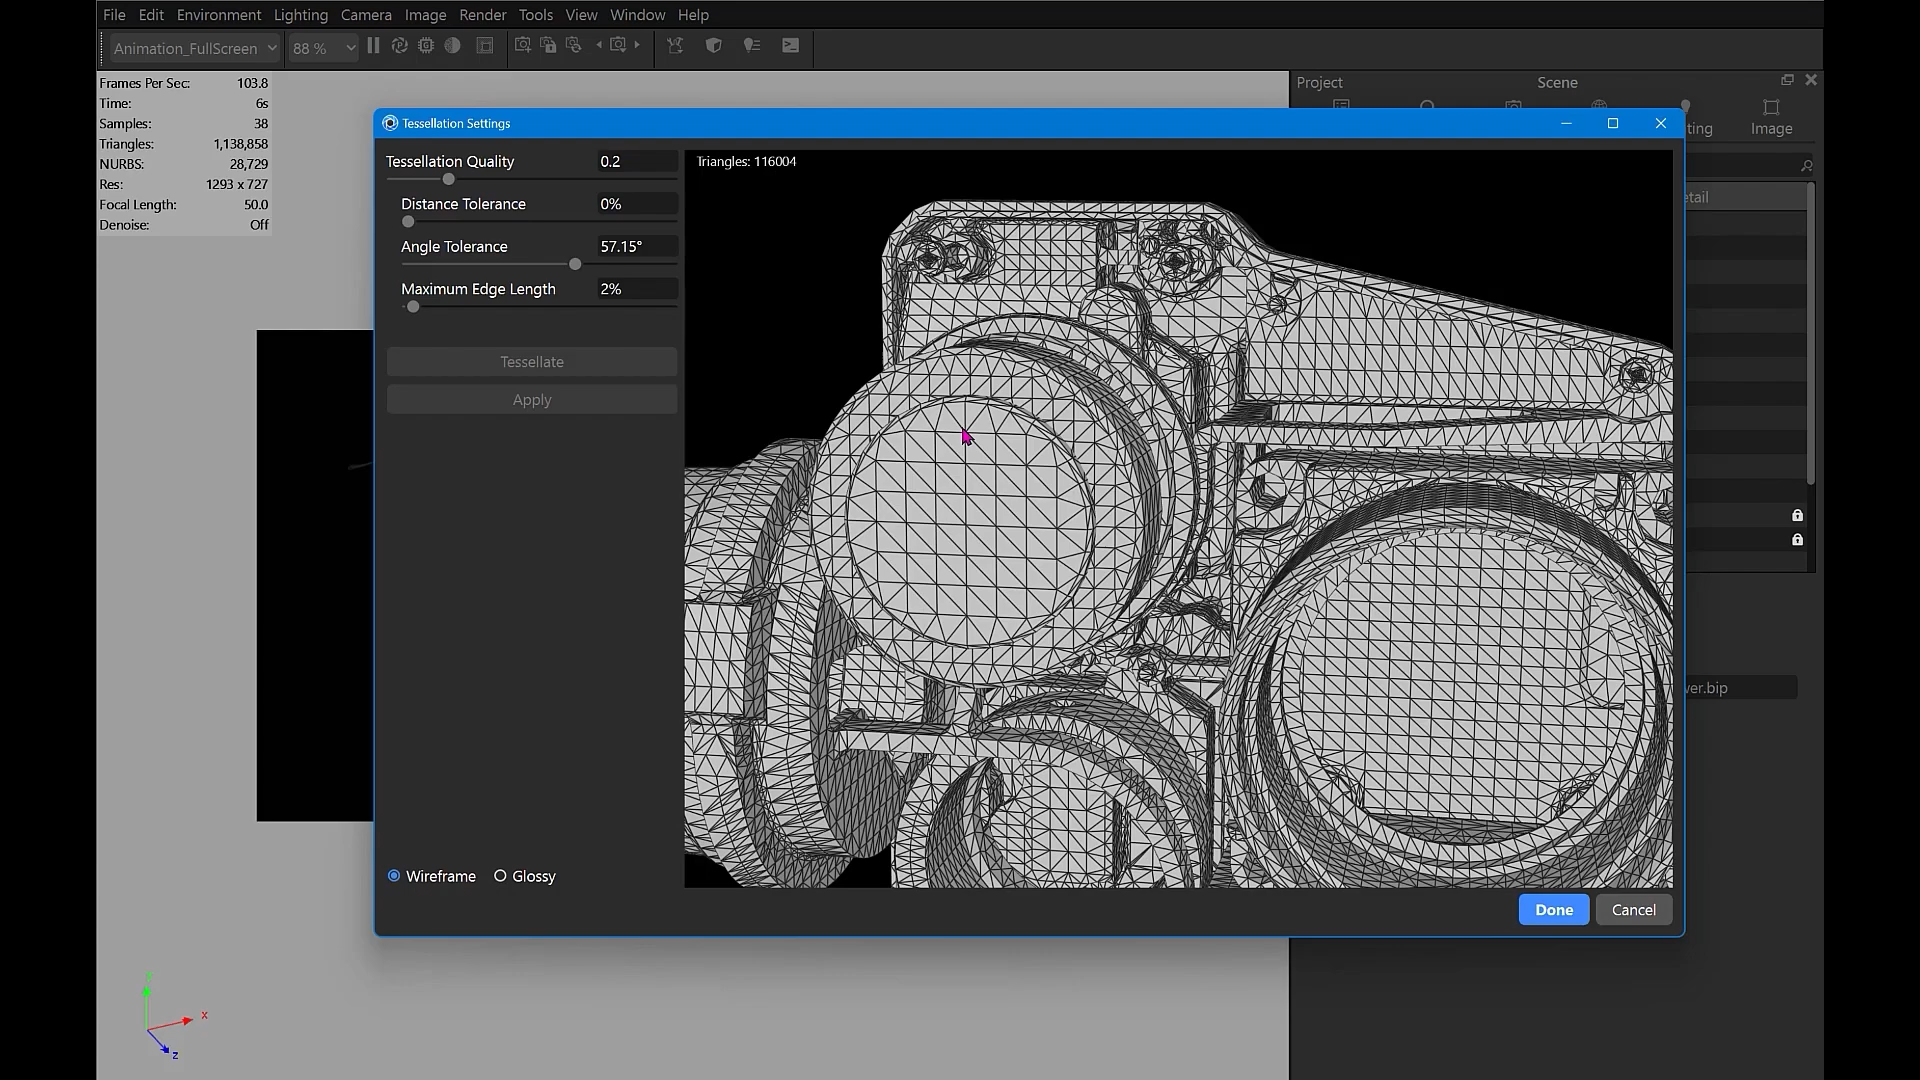 File Edit Environment Lighting Camera Image Render Tools View Window Help
Animation_FullScreen 88 %
Frames Per Sec: 103.8
Time: 6s
Samples: 38
Triangles: 1,138,858
NURBS: 28,729
Res: 1293 x 727
Focal Length: 50.0
Denoise: Off
Project Scene
Image
Tessellation Settings
Tessellation Quality 0.2
Distance Tolerance 0%
Angle Tolerance 57.15°
Maximum Edge Length 2%
Tessellate
Apply
Wireframe Glossy
Triangles: 116004
Done Cancel
x
z